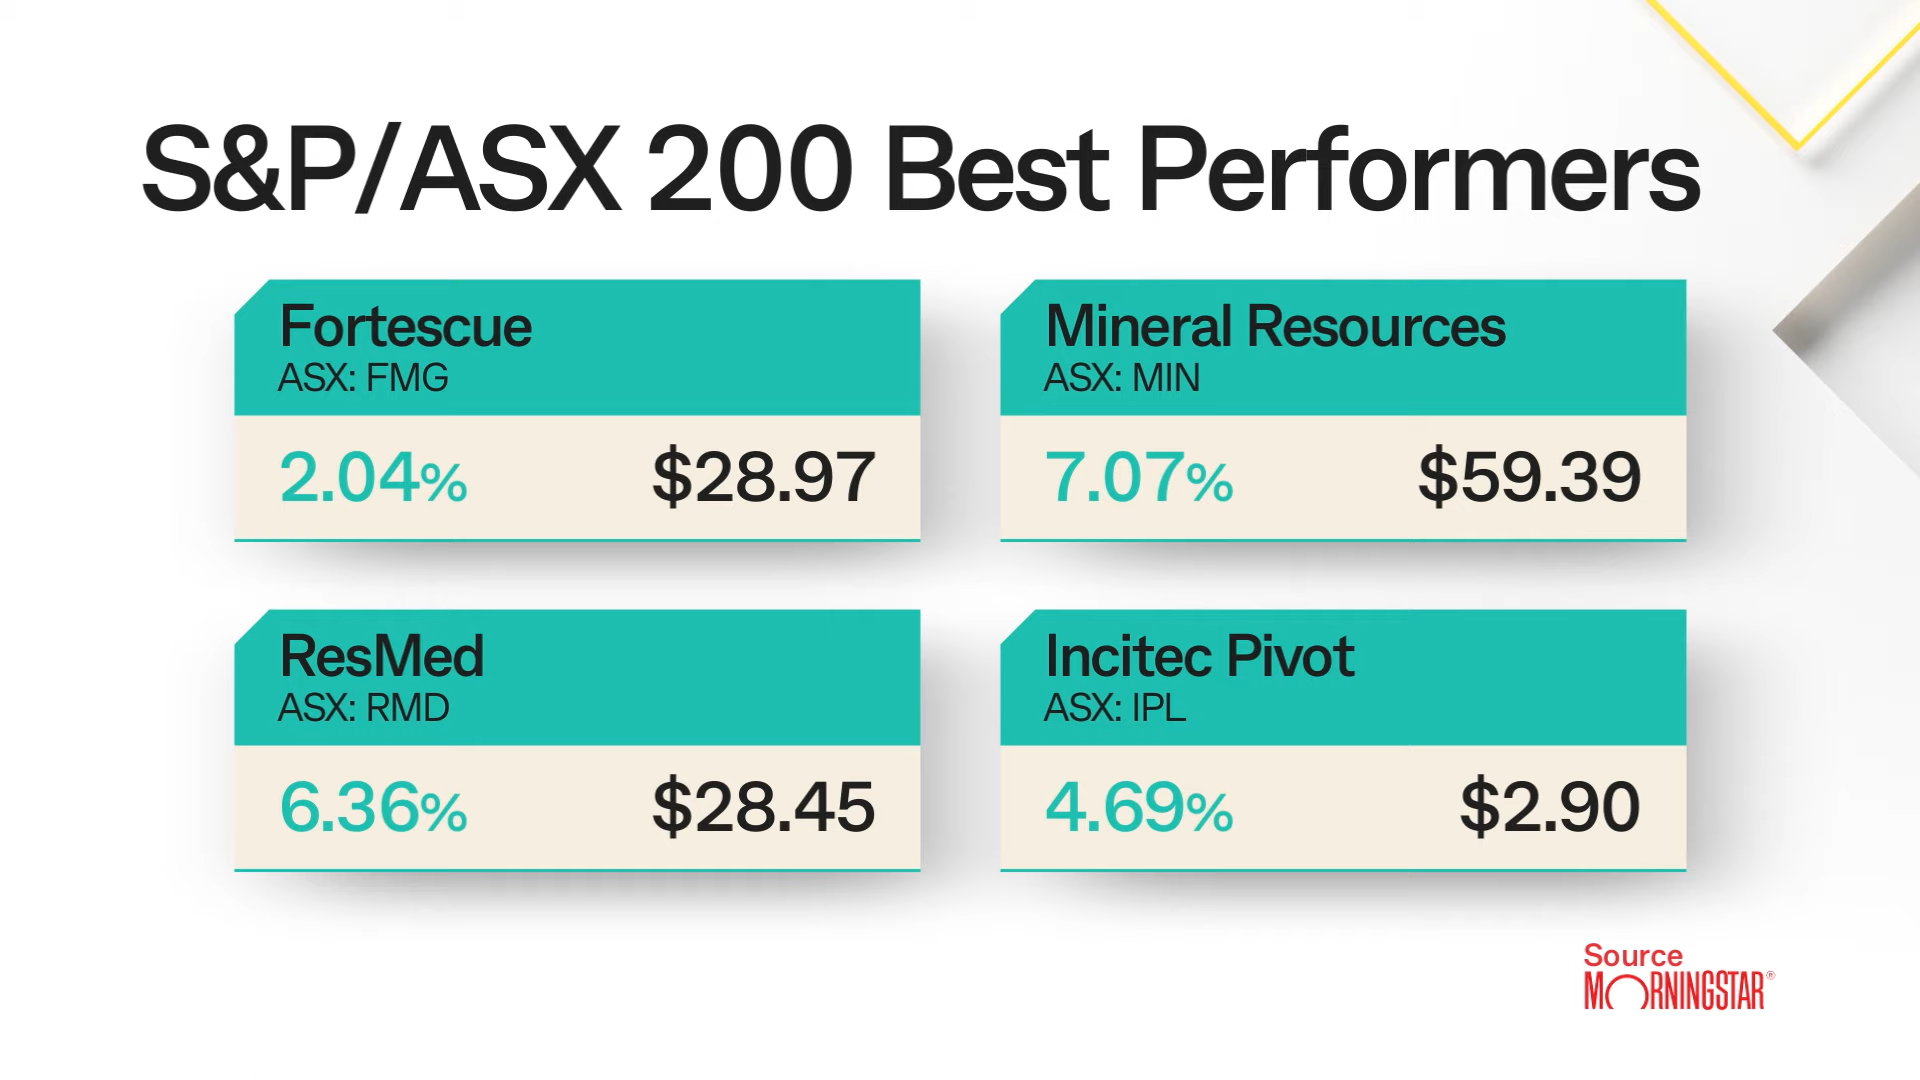 S&P/ASX 200 Best Performers
Fortescue
ASX: FMG
2.04% $28.97
Mineral Resources
ASX: MIN
7.07% $59.39
ResMed
ASX: RMD
6.36% $28.45
Incitec Pivot
ASX: IPL
4.69% $2.90
Source
MORNINGSTAR®